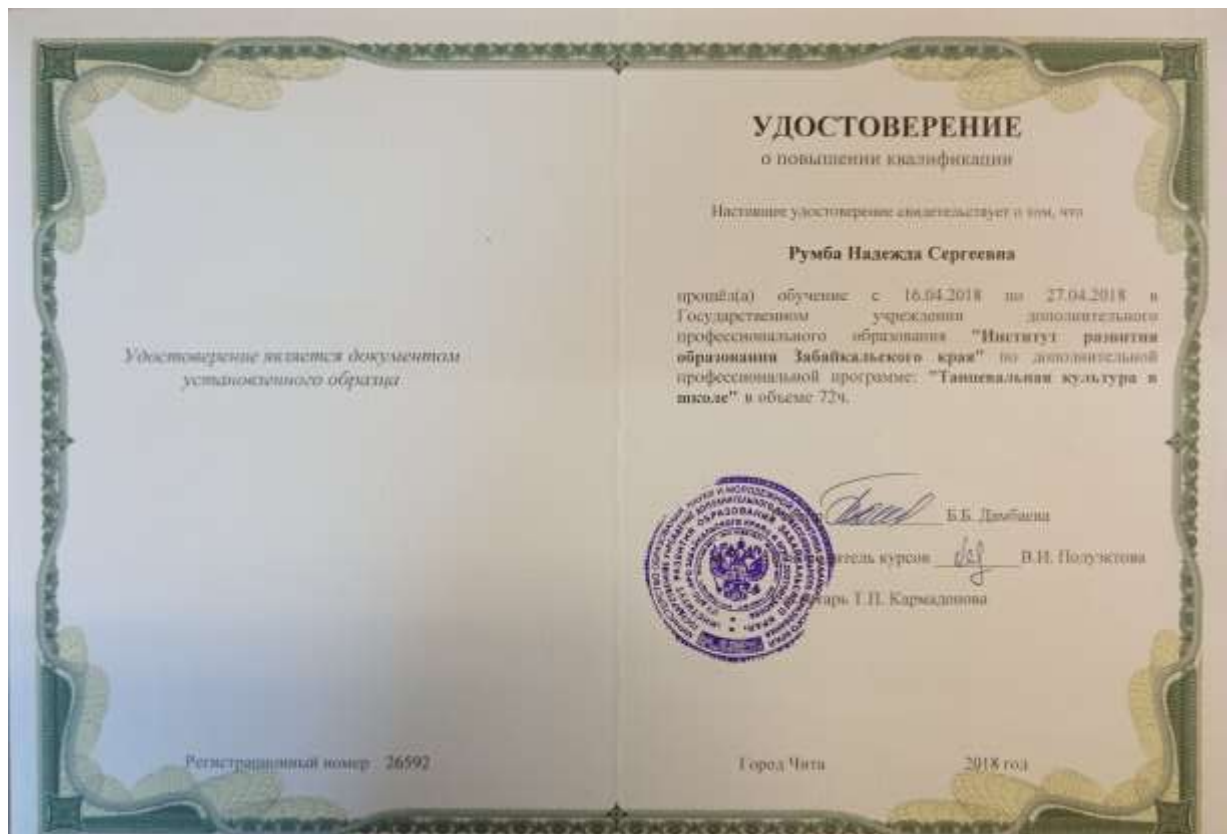 Удостоверение является документом
установленного образца
Регистрационный номер 26592
УДОСТОВЕРЕНИЕ
о повышении квалификации
Настоящее удостоверение свидетельствует о том, что
Румба Надежда Сергеевна
прошёл(а) обучение с 16.04.2018 по 27.04.2018 в
Государственном учреждении дополнительного
профессионального образования "Институт развития
образования Забайкальского края" по дополнительной
профессиональной программе: "Танцевальная культура в
школе" в объеме 72ч.
Б.Б. Дамбаева
курсов В.И. Полуэктова
Т.П. Кармадонова
Город Чита 2018 год